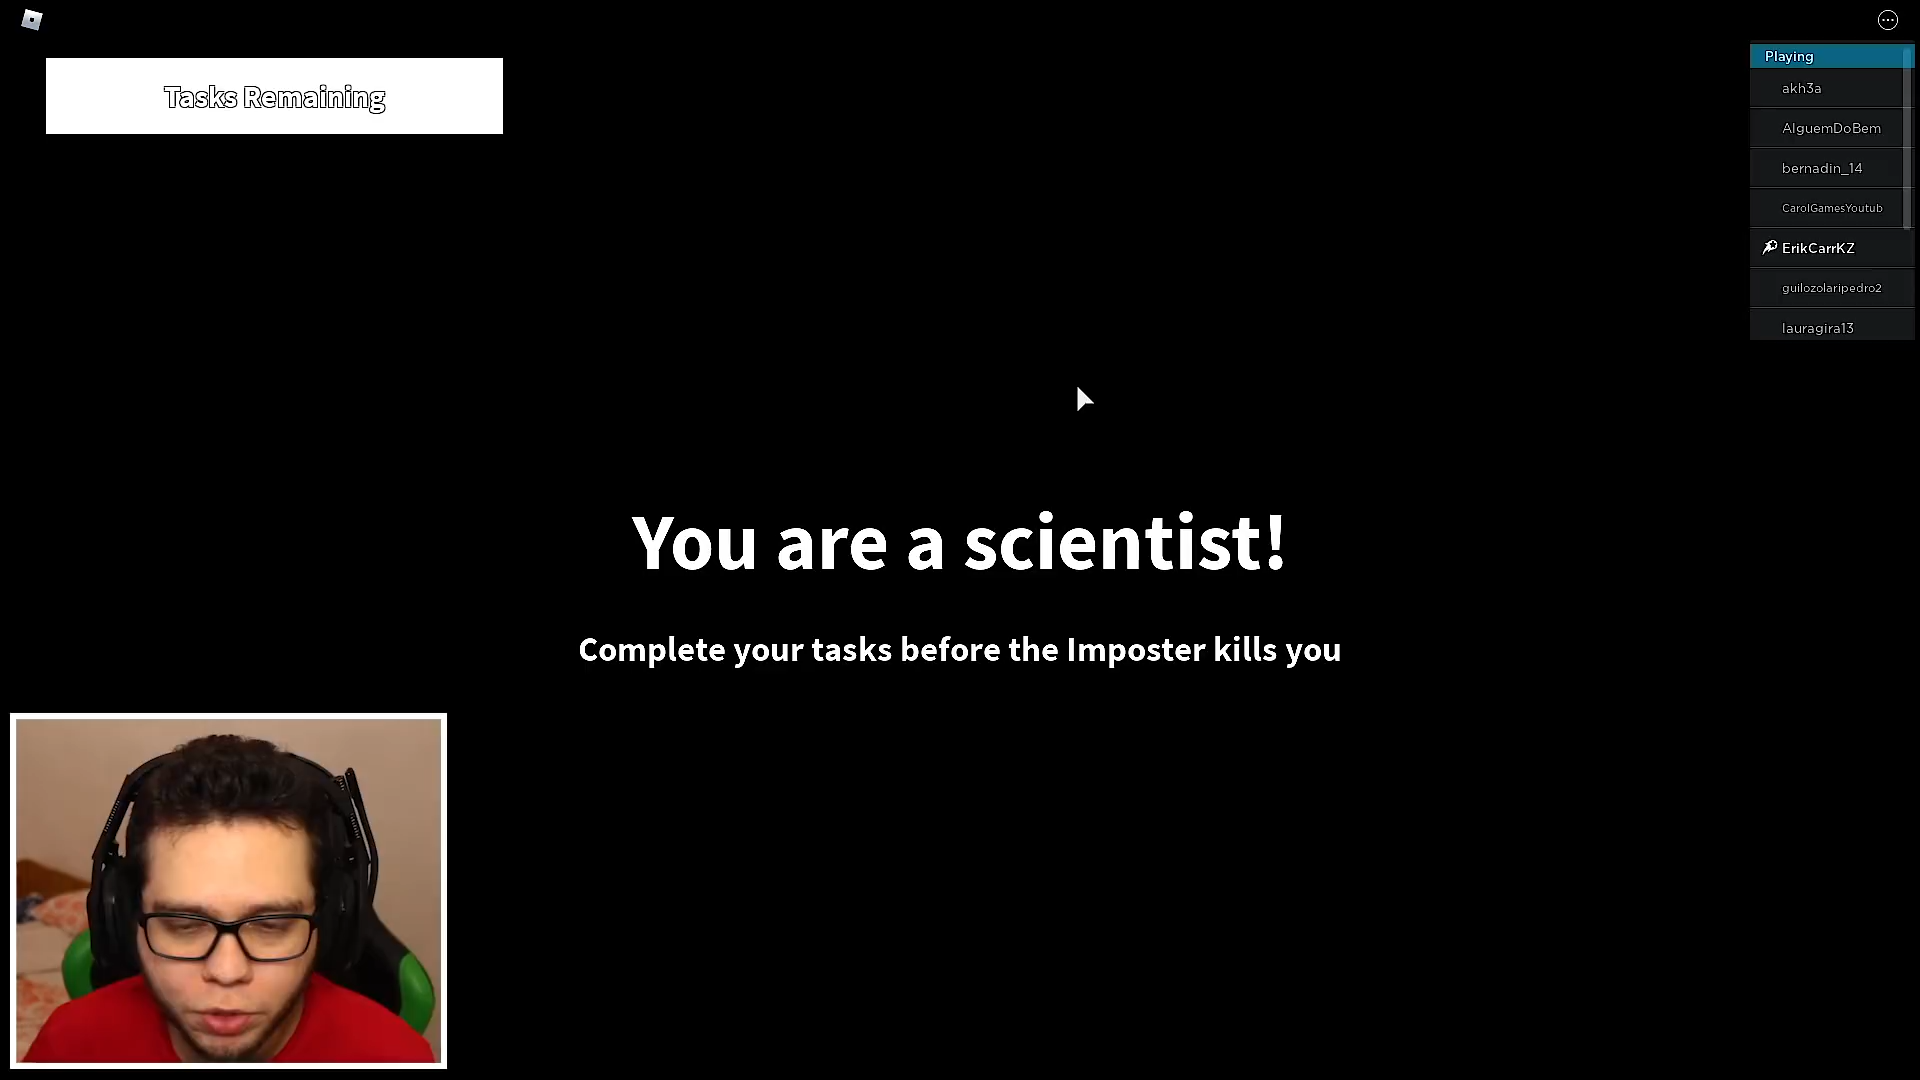 Tasks Remaining
Playing
akh3a
AlguemDoBem
bernadin_14
CarolGamesYoutub
ErikCarrKZ
guilozolaripedro2
lauragira13
You are a scientist!
Complete your tasks before the Imposter kills you